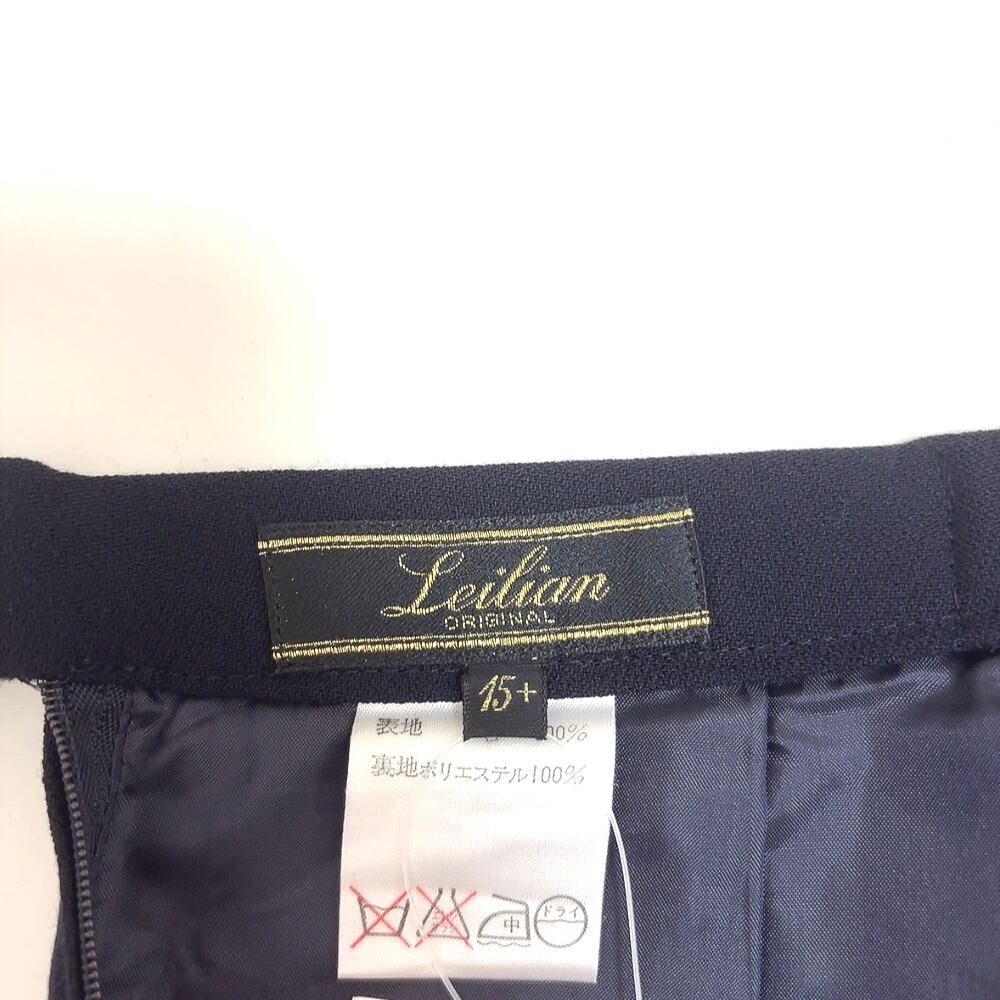 Leilian
ORIGINAL
15+
表地 00%
裏地ポリエステル100%
中
ドライ